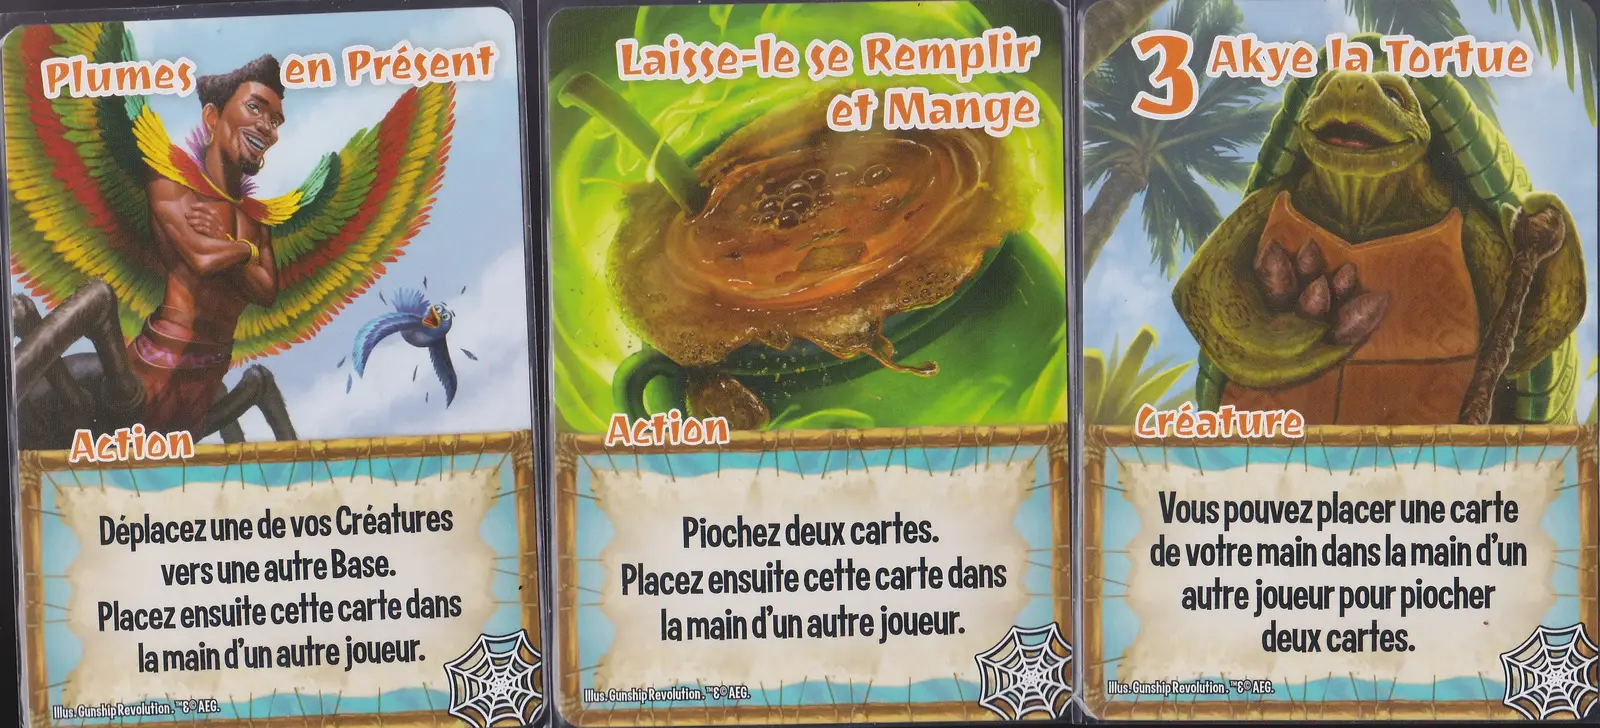 Plumes en Présent
Action
Déplacez une de vos Créatures
vers une autre Base.
Placez ensuite cette carte dans
la main d'un autre joueur.
Illus. Gunship Revolution. ™&© AEG.
Laisse-le se Remplir
et Mange
Action
Piochez deux cartes.
Placez ensuite cette carte dans
la main d'un autre joueur.
Illus. Gunship Revolution. ™&© AEG.
3 Akye la Tortue
Créature
Vous pouvez placer une carte
de votre main dans la main d'un
autre joueur pour piocher
deux cartes.
Illus. Gunship Revolution. ™&© AEG.